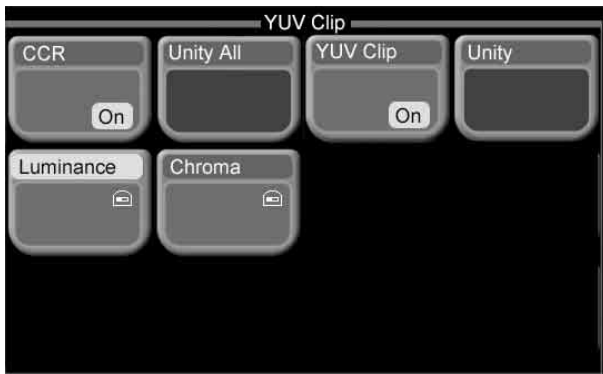 YUV Clip
CCR
Unity All
YUV Clip
Unity
On
On
Luminance
Chroma